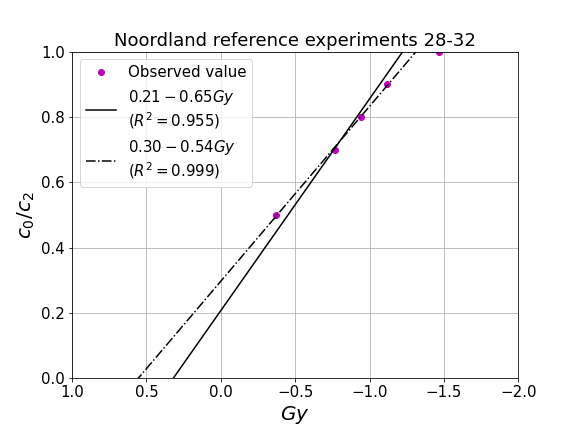 Noordland reference experiments 28-32
1.0
0.8
0.6
0.4
0.2
0.0
c₀/c₂
Observed value
0.21 − 0.65Gy
(R² = 0.955)
0.30 − 0.54Gy
(R² = 0.999)
1.0 0.5 0.0 −0.5 −1.0 −1.5 −2.0
Gy